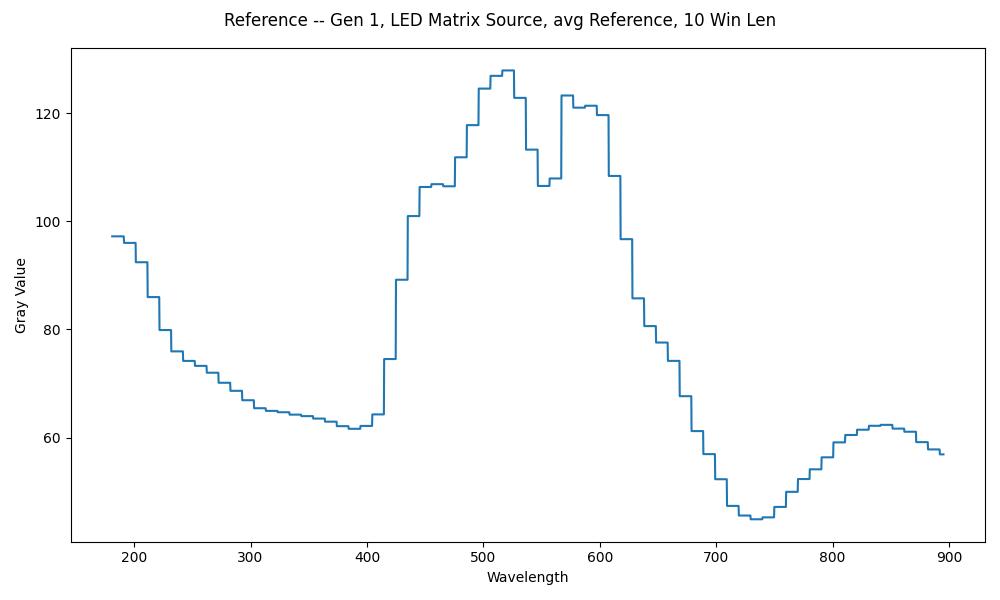 Reference -- Gen 1, LED Matrix Source, avg Reference, 10 Win Len
120
100
80
60
Gray Value
200 300 400 500 600 700 800 900
Wavelength